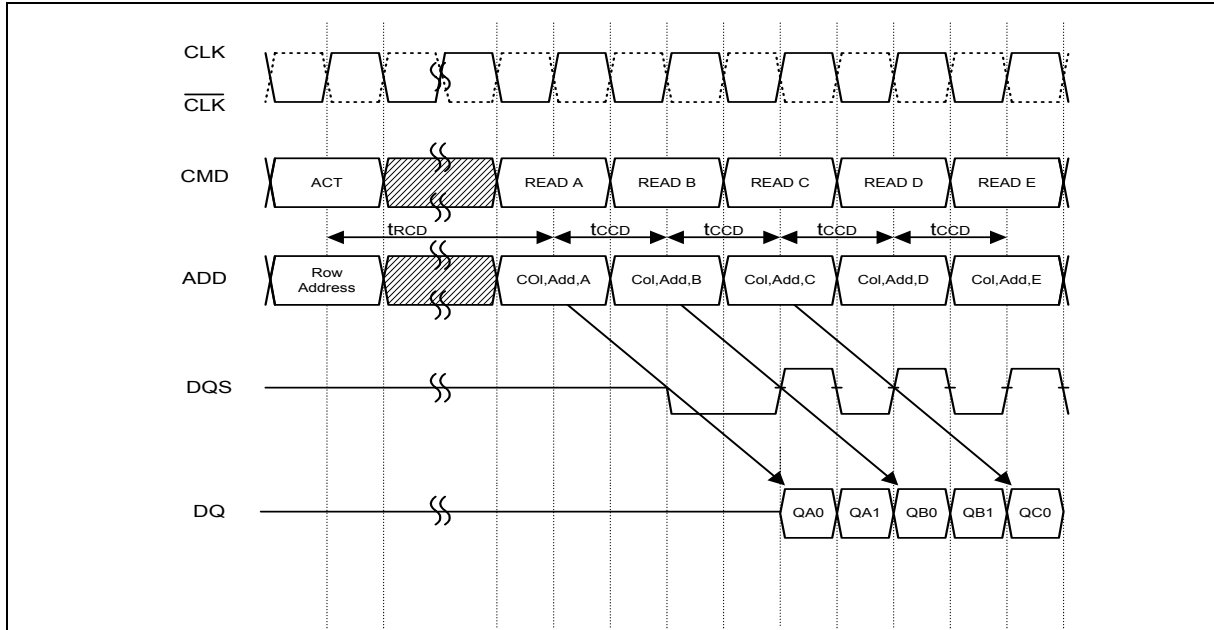 CLK
CLK
CMD
ACT
READ A
READ B
READ C
READ D
READ E
tRCD
tCCD
tCCD
tCCD
tCCD
ADD
Row
Address
COl,Add,A
Col,Add,B
Col,Add,C
Col,Add,D
Col,Add,E
DQS
DQ
QA0
QA1
QB0
QB1
QC0